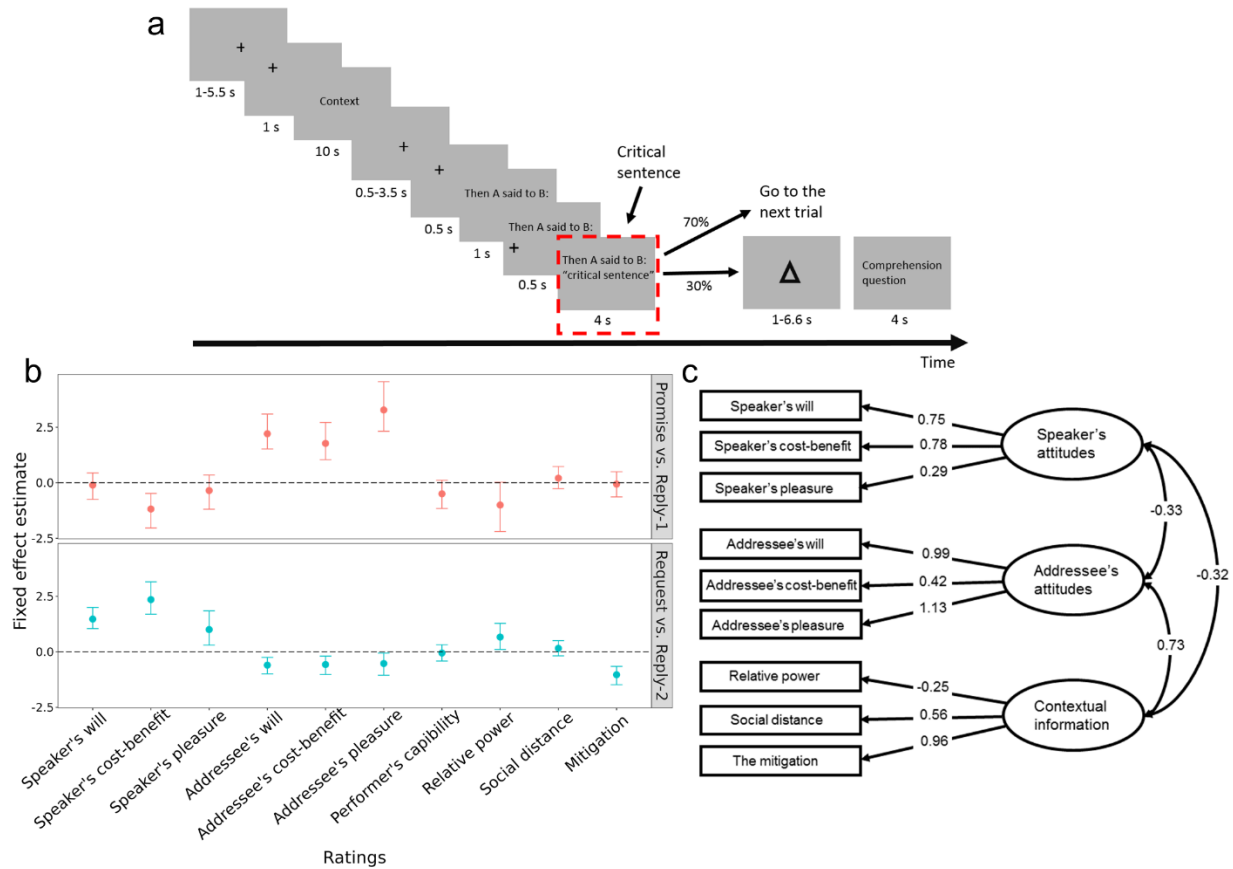 a
+
+
Context
+
+
Then A said to B:
Then A said to B:
+
Then A said to B:
"critical sentence"
1-5.5 s
1 s
10 s
0.5-3.5 s
0.5 s
1 s
0.5 s
4 s
Critical
sentence
70%
30%
Go to the
next trial
Comprehension
question
1-6.6 s
4 s
Time
b
Fixed effect estimate
2.5
0.0
-2.5
Promise vs. Reply-1
2.5
0.0
-2.5
Request vs. Reply-2
Speaker's will
Speaker's cost-benefit
Speaker's pleasure
Addressee's will
Addressee's cost-benefit
Addressee's pleasure
Performer's capibility
Relative power
Social distance
Mitigation
Ratings
c
Speaker's will
Speaker's cost-benefit
Speaker's pleasure
0.75
0.78
0.29
Speaker's
attitudes
Addressee's will
Addressee's cost-benefit
Addressee's pleasure
0.99
0.42
1.13
Addressee's
attitudes
Relative power
Social distance
The mitigation
-0.25
0.56
0.96
Contextual
information
-0.33
-0.32
0.73